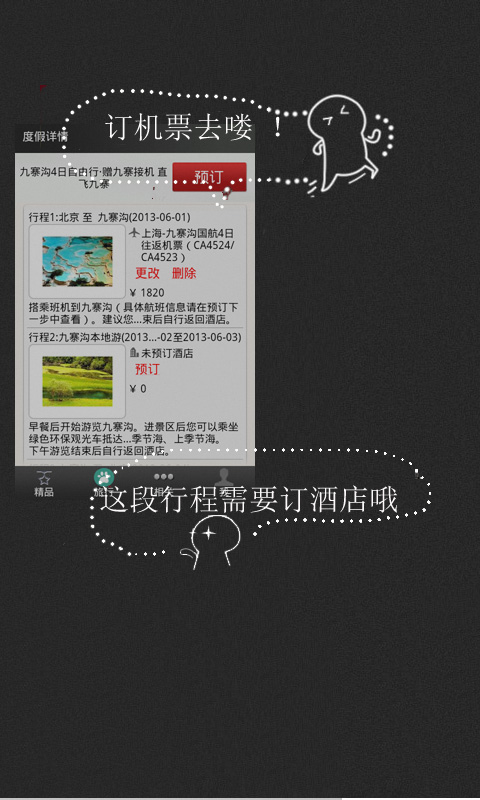 订机票去喽 ！
度假详情
九寨沟4日自由行·赠九寨接机 直
飞九寨
预订
行程1:北京 至 九寨沟(2013-06-01)
上海-九寨沟国航4日
往返机票（CA4524/
CA4523 ）
更改 删除
¥ 1820
搭乘班机到九寨沟（具体航班信息请在预订下
一步中查看）。建议您...束后自行返回酒店。
行程2:九寨沟本地游(2013...-02至2013-06-03)
未预订酒店
预订
¥ 0
早餐后开始游览九寨沟。进景区后您可以乘坐
绿色环保观光车抵达...季节海、上季节海。
下午游览结束后自行返回酒店。
这段行程需要订酒店哦
精品